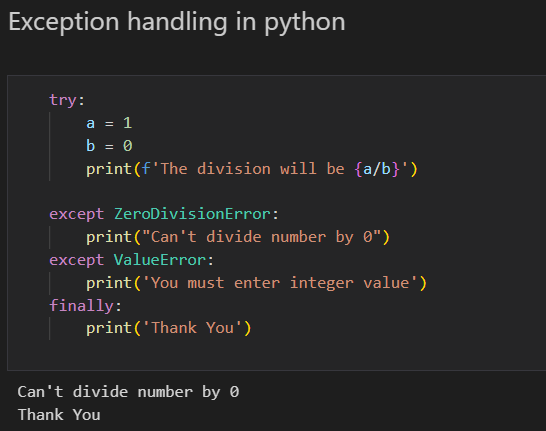 Exception handling in python
try:
    a = 1
    b = 0
    print(f'The division will be {a/b}')
except ZeroDivisionError:
    print("Can't divide number by 0")
except ValueError:
    print('You must enter integer value')
finally:
    print('Thank You')
Can't divide number by 0
Thank You